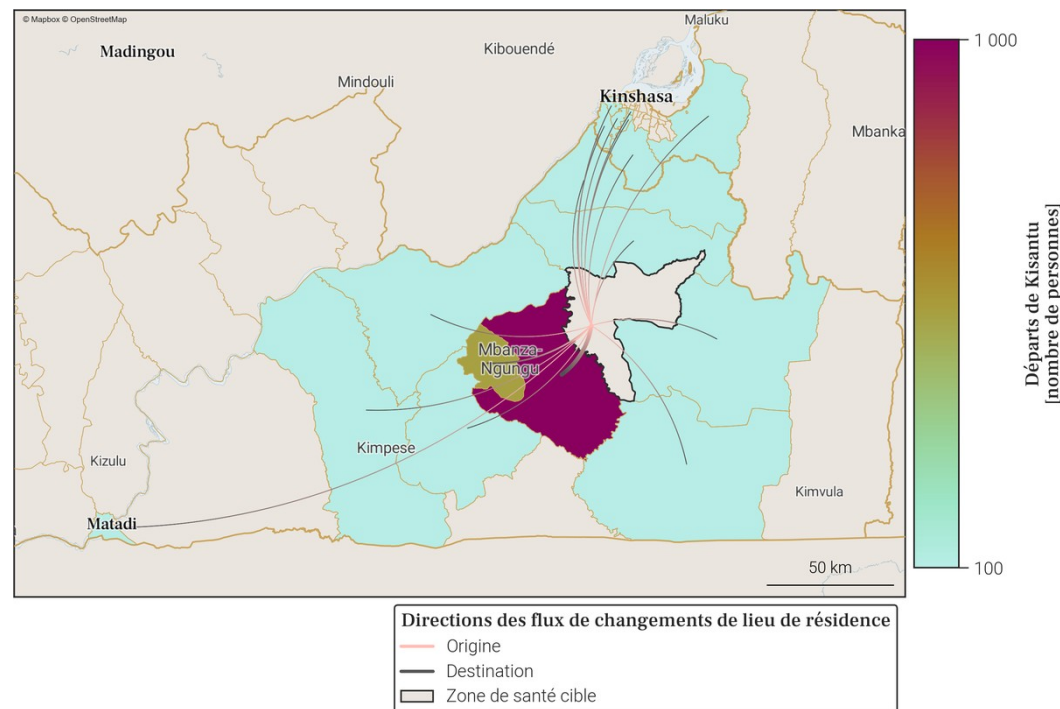 © Mapbox © OpenStreetMap
Maluku
Madingou
Kibouendé
Mindouli
Kinshasa
Mbanka
Mbanza-
Ngungu
Kimpese
Kizulu
Kimvula
Matadi
50 km
1 000
100
Départs de Kisantu
[nombre de personnes]
Directions des flux de changements de lieu de résidence
Origine
Destination
Zone de santé cible